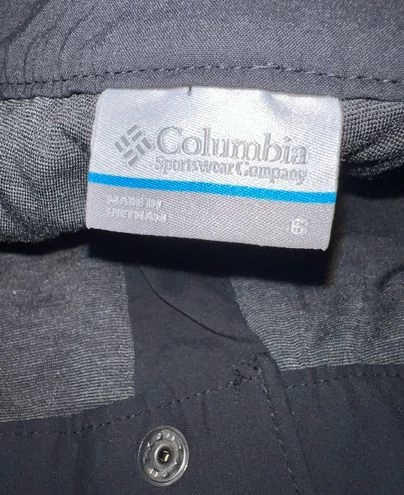 Columbia
Sportswear Company
MADE IN
VIETNAM
6